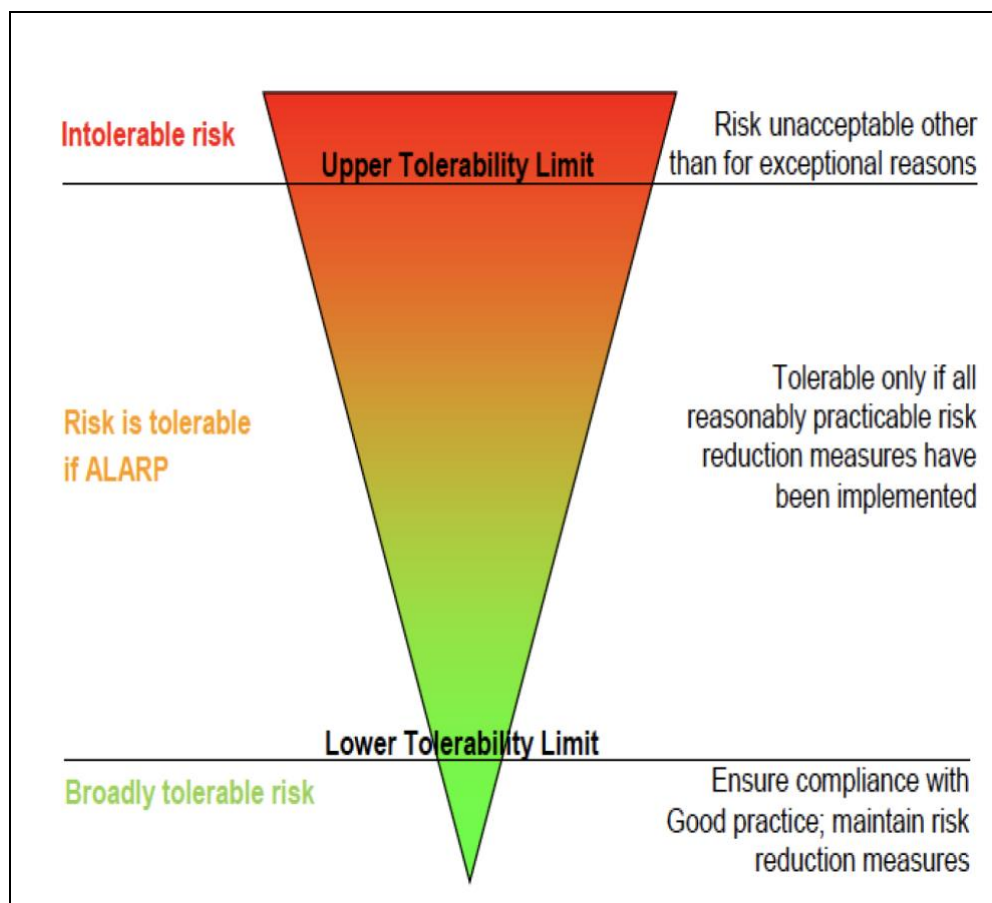 Intolerable risk
Upper Tolerability Limit
Risk unacceptable other
than for exceptional reasons
Risk is tolerable
if ALARP
Tolerable only if all
reasonably practicable risk
reduction measures have
been implemented
Lower Tolerability Limit
Broadly tolerable risk
Ensure compliance with
Good practice; maintain risk
reduction measures